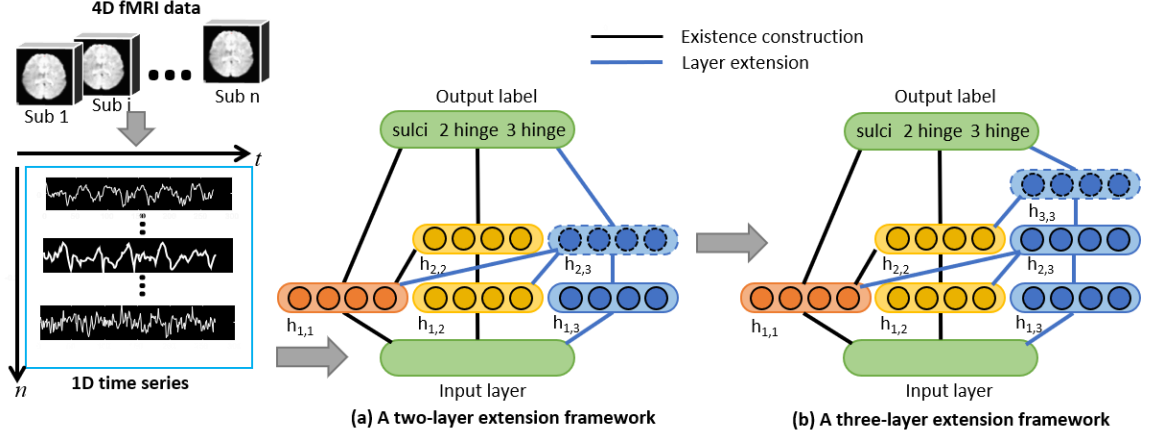 4D fMRI data
Sub 1
Sub i
Sub n
t
n
1D time series
Existence construction
Layer extension
Output label
sulci 2 hinge 3 hinge
h2,2
h2,3
h1,1
h1,2
h1,3
Input layer
(a) A two-layer extension framework
Output label
sulci 2 hinge 3 hinge
h3,3
h2,2
h2,3
h1,1
h1,2
h1,3
Input layer
(b) A three-layer extension framework